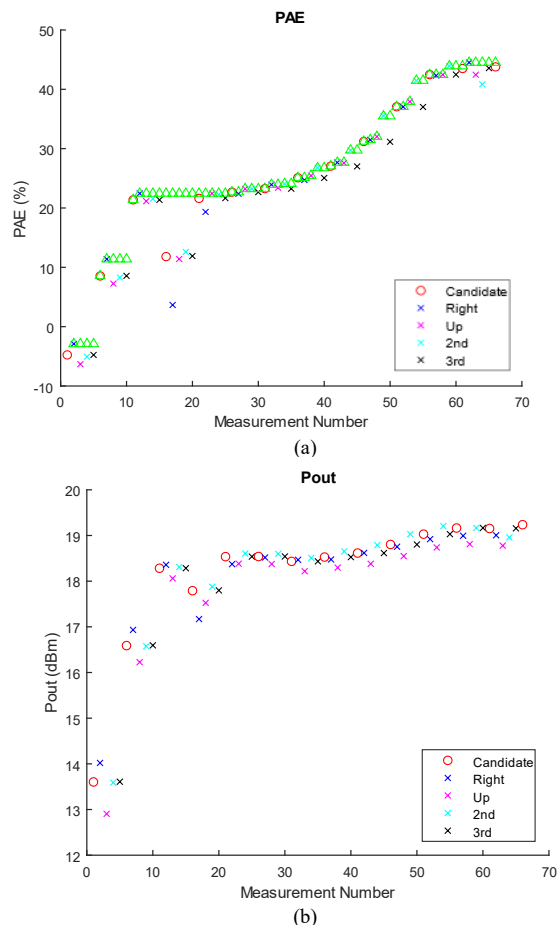 PAE
50
40
30
20
10
0
-10
PAE (%)
Candidate
Right
Up
2nd
3rd
0 10 20 30 40 50 60 70
Measurement Number
(a)
Pout
20
19
18
17
16
15
14
13
12
Pout (dBm)
Candidate
Right
Up
2nd
3rd
0 10 20 30 40 50 60 70
Measurement Number
(b)